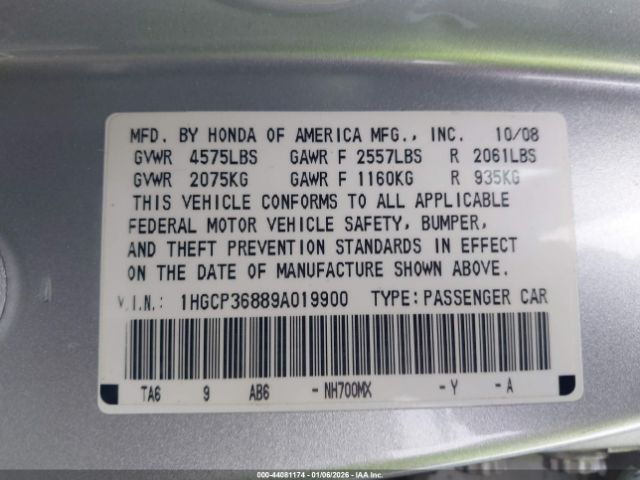 MFD. BY HONDA OF AMERICA MFG., INC. 10/08
GVWR 4575LBS GAWR F 2557LBS R 2061LBS
GVWR 2075KG GAWR F 1160KG R 935KG
THIS VEHICLE CONFORMS TO ALL APPLICABLE
FEDERAL MOTOR VEHICLE SAFETY, BUMPER,
AND THEFT PREVENTION STANDARDS IN EFFECT
ON THE DATE OF MANUFACTURE SHOWN ABOVE.
V.I.N.: 1HGCP36889A019900 TYPE: PASSENGER CAR
TA6 9 AB6 -NH700MX -Y -A
000-44081174 - 01/06/2026 - IAA Inc.